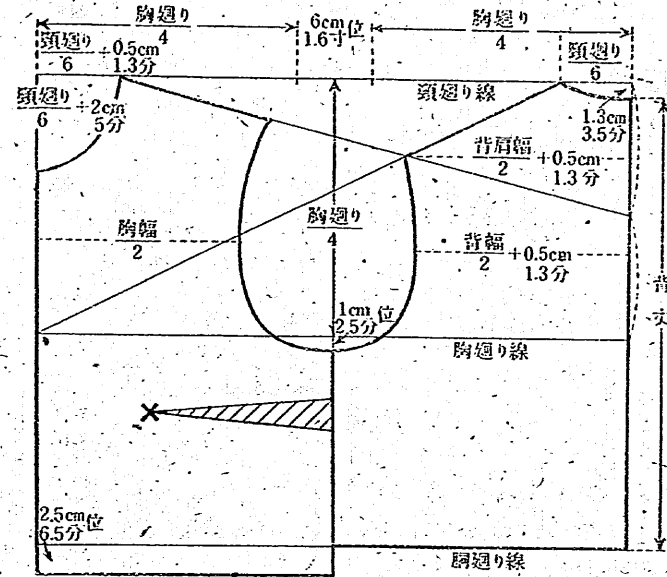 胸廻り
4
6cm位
1.6寸
胸廻り
4
頸廻り
6
+0.5cm
1.3分
頸廻り
6
頸廻り
6
+2cm
5分
頸廻り線
1.3cm
3.5分
背肩幅
2
+0.5cm
1.3分
胸幅
2
胸廻り
4
背幅
2
+0.5cm
1.3分
背丈
1cm位
2.5分
胸廻り線
2.5cm位
6.5分
胴廻り線